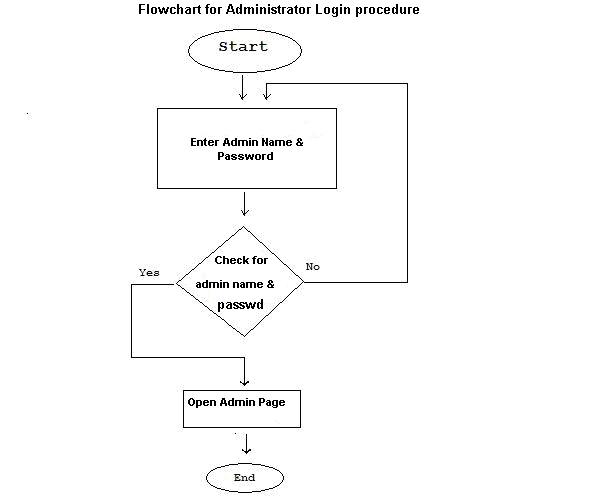 Flowchart for Administrator Login procedure
Start
Enter Admin Name &
Password
Check for
admin name &
passwd
Yes
No
Open Admin Page
End